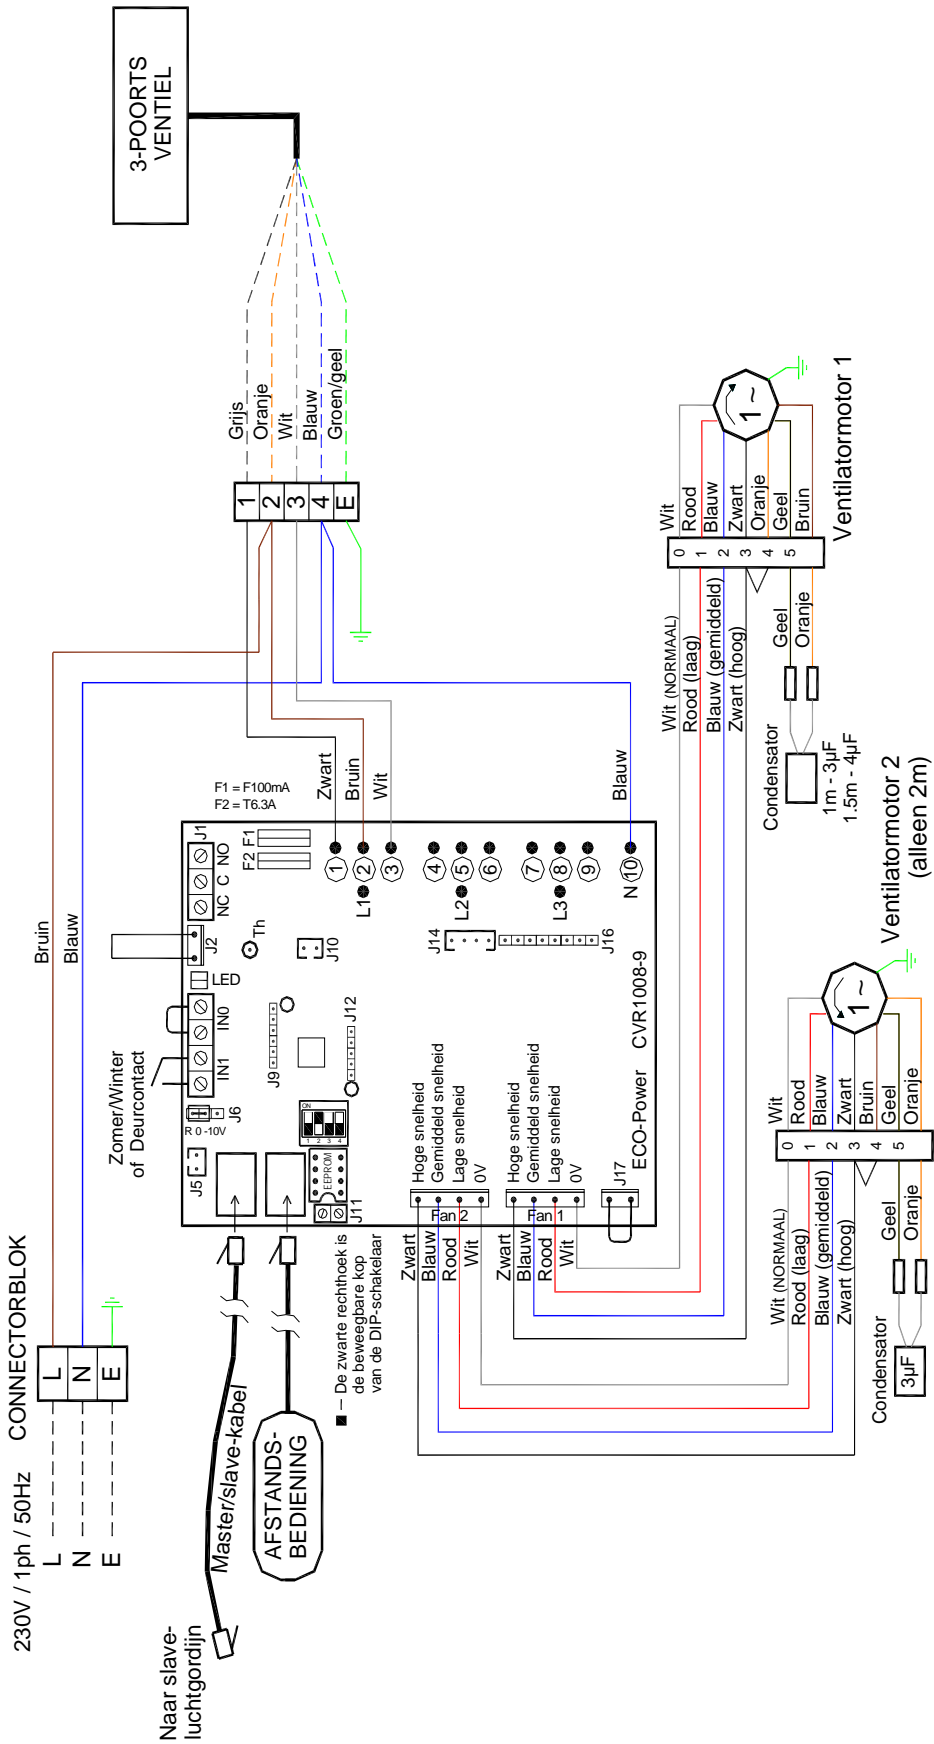 230V / 1ph / 50Hz
CONNECTORBLOK
L
N
E
L
N
E
Bruin
Blauw
3-POORTS
VENTIEL
Grijs
Oranje
Wit
Blauw
Groen/geel
1
2
3
4
E
Naar slave-
luchtgordijn
Master/slave-kabel
AFSTANDS-
BEDIENING
Zomer/Winter
of Deurcontact
■ – De zwarte rechthoek is
de beweegbare kop
van de DIP-schakelaar
J5
R 0 -10V
J6
IN1
IN0
LED
J2
NC
C
NO
J1
F2
F1
F1 = F100mA
F2 = T6.3A
Th
J10
J9
J12
ON
1 2 3 4
EEPROM
J11
Zwart
Bruin
Wit
1
2
3
L1
4
5
6
L2
7
8
9
L3
N
10
Blauw
J14
J16
Hoge snelheid
Gemiddeld snelheid
Lage snelheid
0V
Fan 2
Hoge snelheid
Gemiddeld snelheid
Lage snelheid
0V
Fan 1
J17
ECO-Power CVR1008-9
Zwart
Blauw
Rood
Wit
Zwart
Blauw
Rood
Wit
Wit (NORMAAL)
Rood (laag)
Blauw (gemiddeld)
Zwart (hoog)
Geel
Oranje
0
1
2
3
4
5
Wit
Rood
Blauw
Zwart
Oranje
Geel
Bruin
1 ~
Ventilatormotor 1
Condensator
1m - 3µF
1.5m - 4µF
Wit (NORMAAL)
Rood (laag)
Blauw (gemiddeld)
Zwart (hoog)
Geel
Oranje
0
1
2
3
4
5
Wit
Rood
Blauw
Zwart
Bruin
Geel
Oranje
1 ~
Ventilatormotor 2
(alleen 2m)
Condensator
3µF